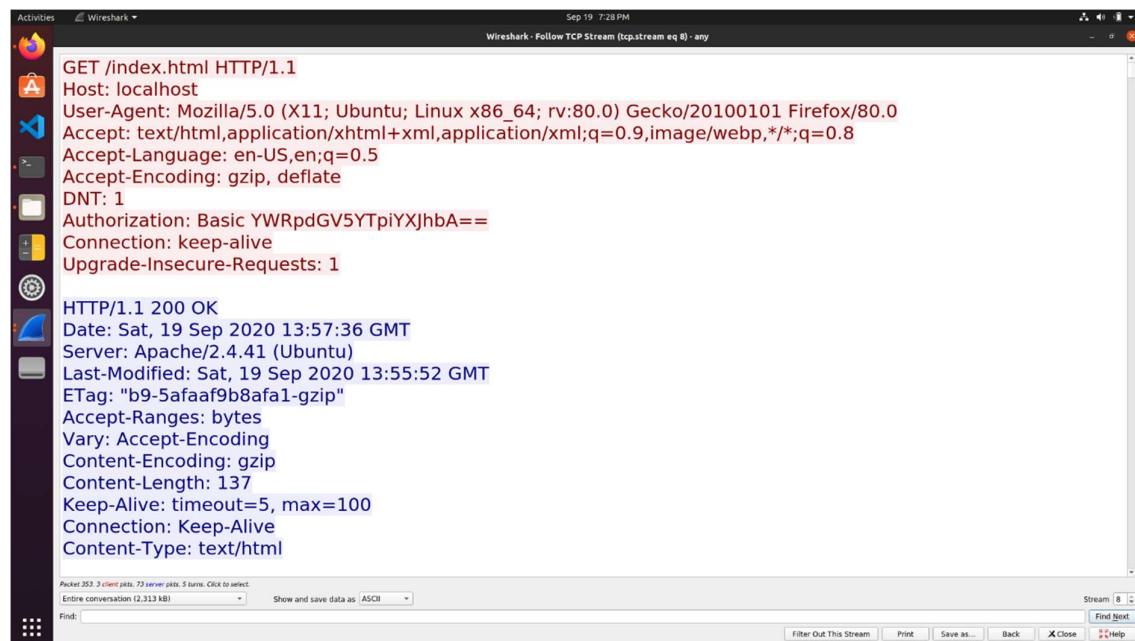 Activities Wireshark Sep 19 7:28 PM
Wireshark · Follow TCP Stream (tcp.stream eq 8) · any
GET /index.html HTTP/1.1
Host: localhost
User-Agent: Mozilla/5.0 (X11; Ubuntu; Linux x86_64; rv:80.0) Gecko/20100101 Firefox/80.0
Accept: text/html,application/xhtml+xml,application/xml;q=0.9,image/webp,*/*;q=0.8
Accept-Language: en-US,en;q=0.5
Accept-Encoding: gzip, deflate
DNT: 1
Authorization: Basic YWRpdGV5YTpiYXJhbA==
Connection: keep-alive
Upgrade-Insecure-Requests: 1
HTTP/1.1 200 OK
Date: Sat, 19 Sep 2020 13:57:36 GMT
Server: Apache/2.4.41 (Ubuntu)
Last-Modified: Sat, 19 Sep 2020 13:55:52 GMT
ETag: "b9-5afaaf9b8afa1-gzip"
Accept-Ranges: bytes
Vary: Accept-Encoding
Content-Encoding: gzip
Content-Length: 137
Keep-Alive: timeout=5, max=100
Connection: Keep-Alive
Content-Type: text/html
Packet 353. 3 client pkts, 73 server pkts, 5 turns. Click to select.
Entire conversation (2,313 kB) Show and save data as ASCII Stream 8
Find: Find Next
Filter Out This Stream Print Save as... Back Close Help